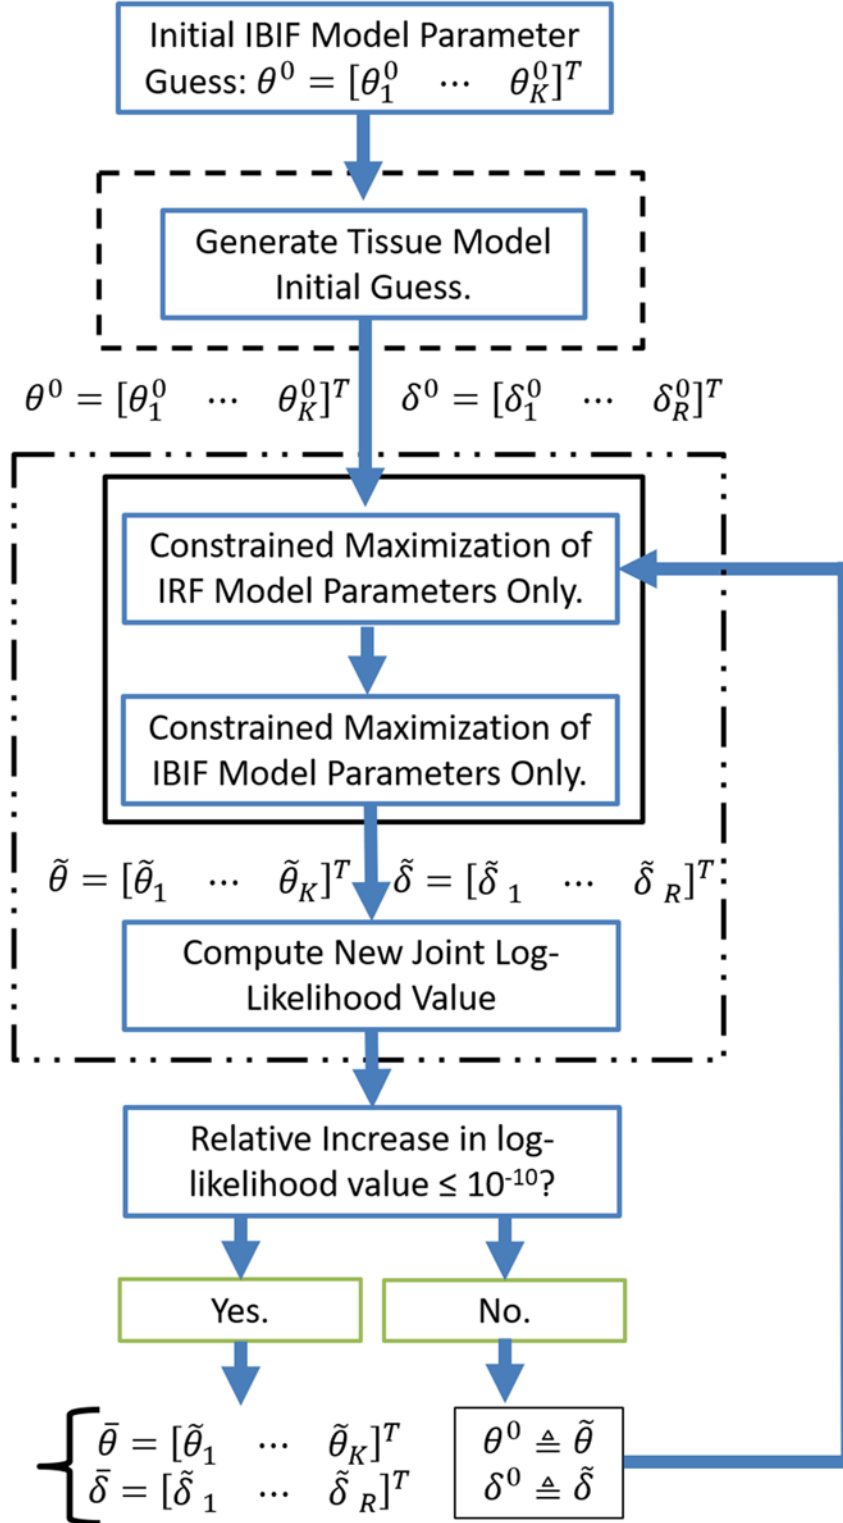 Initial IBIF Model Parameter
Guess: θ⁰ = [θ₁⁰ ⋯ θ_K⁰]ᵀ
Generate Tissue Model
Initial Guess.
θ⁰ = [θ₁⁰ ⋯ θ_K⁰]ᵀ δ⁰ = [δ₁⁰ ⋯ δ_R⁰]ᵀ
Constrained Maximization of
IRF Model Parameters Only.
Constrained Maximization of
IBIF Model Parameters Only.
θ̃ = [θ̃₁ ⋯ θ̃_K]ᵀ δ̃ = [δ̃ ₁ ⋯ δ̃ _R]ᵀ
Compute New Joint Log-
Likelihood Value
Relative Increase in log-
likelihood value ≤ 10⁻¹⁰?
Yes.
No.
θ̄ = [θ̃₁ ⋯ θ̃_K]ᵀ
δ̄ = [δ̃ ₁ ⋯ δ̃ _R]ᵀ
θ⁰ ≜ θ̃
δ⁰ ≜ δ̃